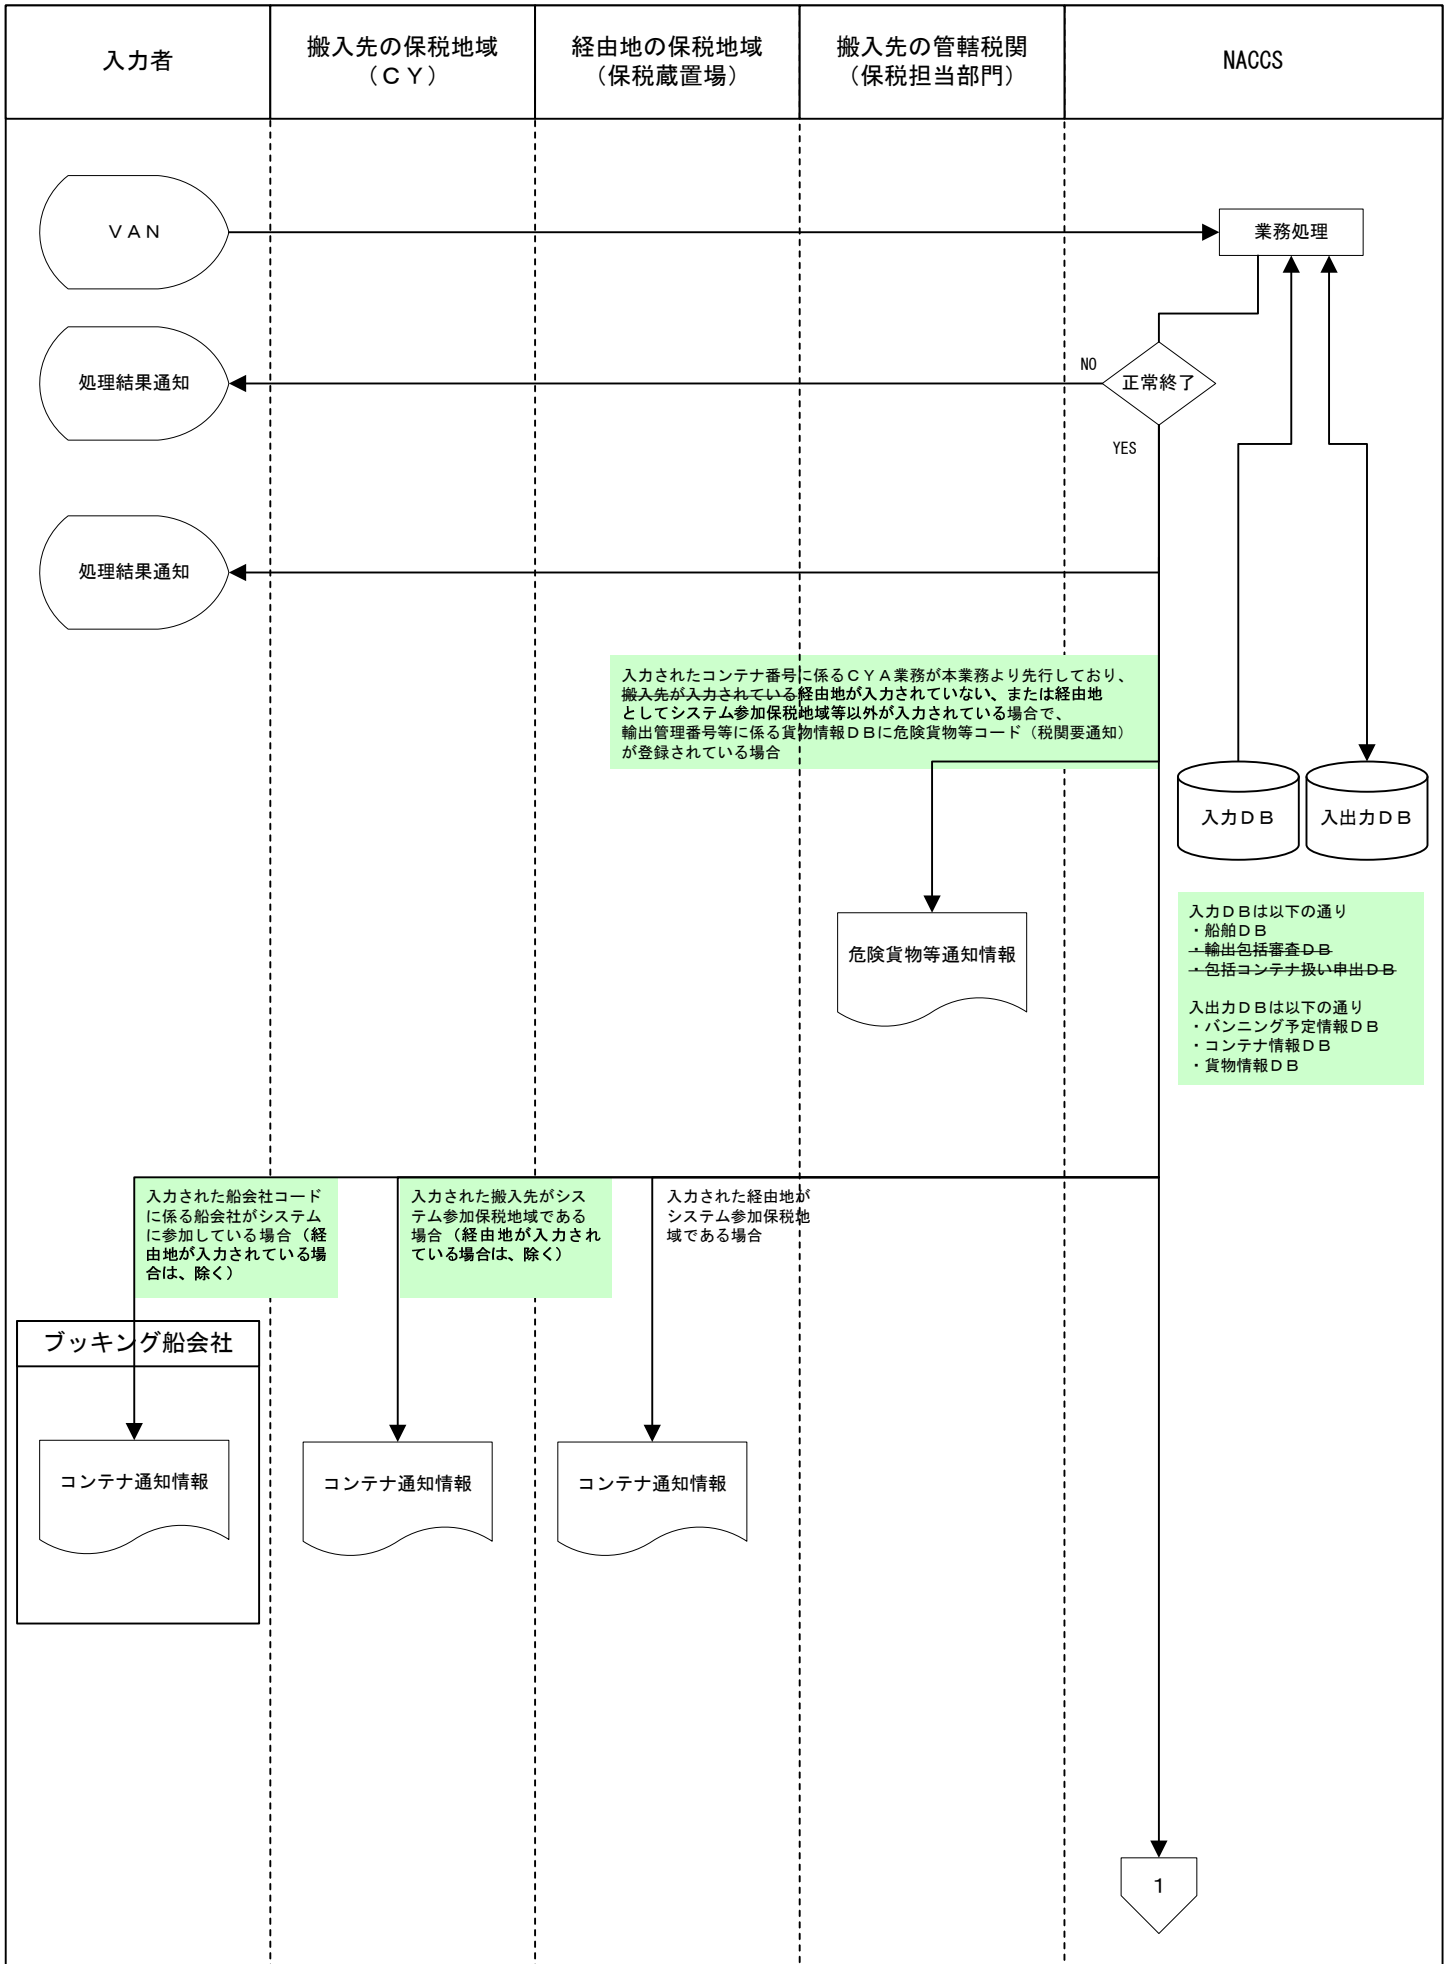 入力者
搬入先の保税地域
（ＣＹ）
経由地の保税地域
（保税蔵置場）
搬入先の管轄税関
（保税担当部門）
NACCS
ＶＡＮ
業務処理
処理結果通知
NO
正常終了
YES
処理結果通知
入力されたコンテナ番号に係るＣＹＡ業務が本業務より先行しており、
搬入先が入力されている経由地が入力されていない、または経由地
としてシステム参加保税地域等以外が入力されている場合で、
輸出管理番号等に係る貨物情報ＤＢに危険貨物等コード（税関要通知）
が登録されている場合
入力ＤＢ
入出力ＤＢ
危険貨物等通知情報
入力ＤＢは以下の通り
・船舶ＤＢ
・輸出包括審査ＤＢ
・包括コンテナ扱い申出ＤＢ
入出力ＤＢは以下の通り
・バンニング予定情報ＤＢ
・コンテナ情報ＤＢ
・貨物情報ＤＢ
入力された船会社コード
に係る船会社がシステム
に参加している場合（経
由地が入力されている場
合は、除く）
入力された搬入先がシス
テム参加保税地域である
場合（経由地が入力され
ている場合は、除く）
入力された経由地が
システム参加保税地
域である場合
ブッキング船会社
コンテナ通知情報
コンテナ通知情報
コンテナ通知情報
１